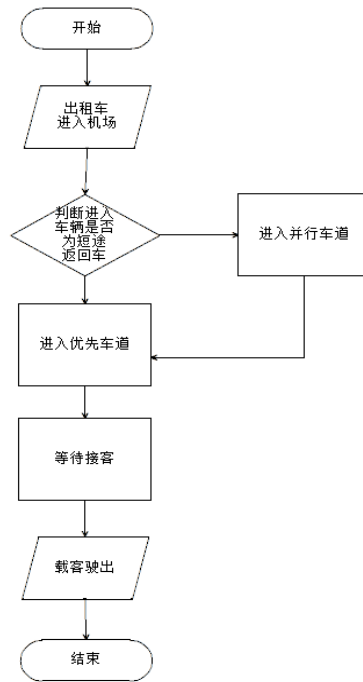 开始
出租车
进入机场
判断进入
车辆是否
为短途
返回车
进入并行车道
进入优先车道
等待接客
载客驶出
结束